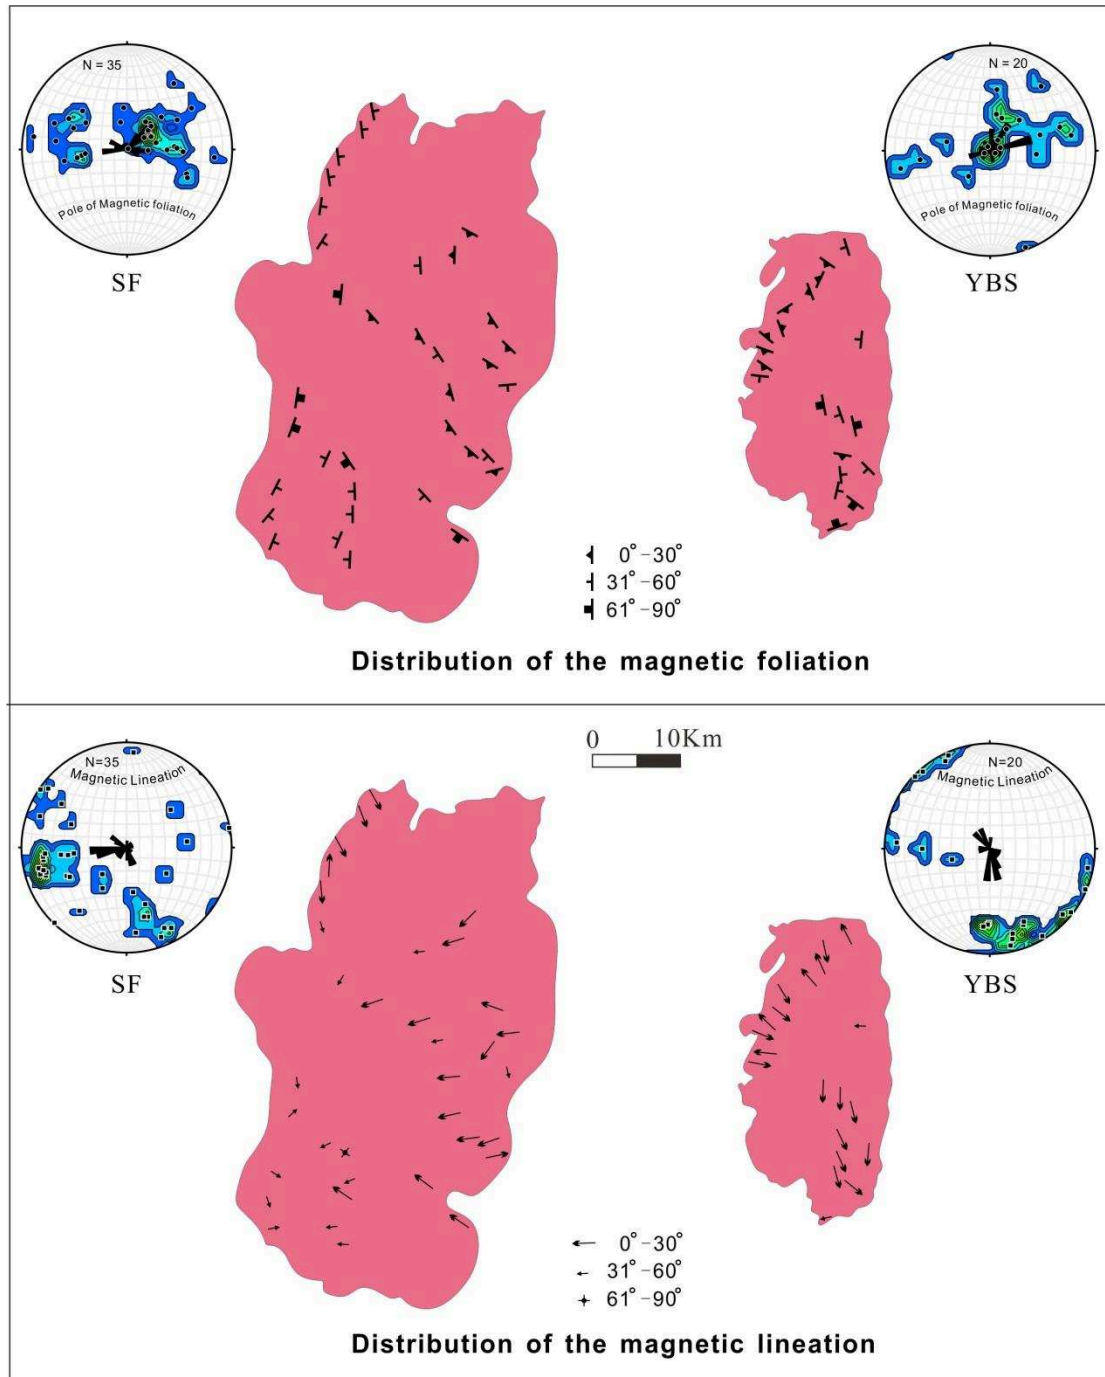 N = 35
Pole of Magnetic foliation
SF
N = 20
Pole of Magnetic foliation
YBS
0°-30°
31°-60°
61°-90°
Distribution of the magnetic foliation
0 10Km
N=35
Magnetic Lineation
SF
N=20
Magnetic Lineation
YBS
0°-30°
31°-60°
61°-90°
Distribution of the magnetic lineation